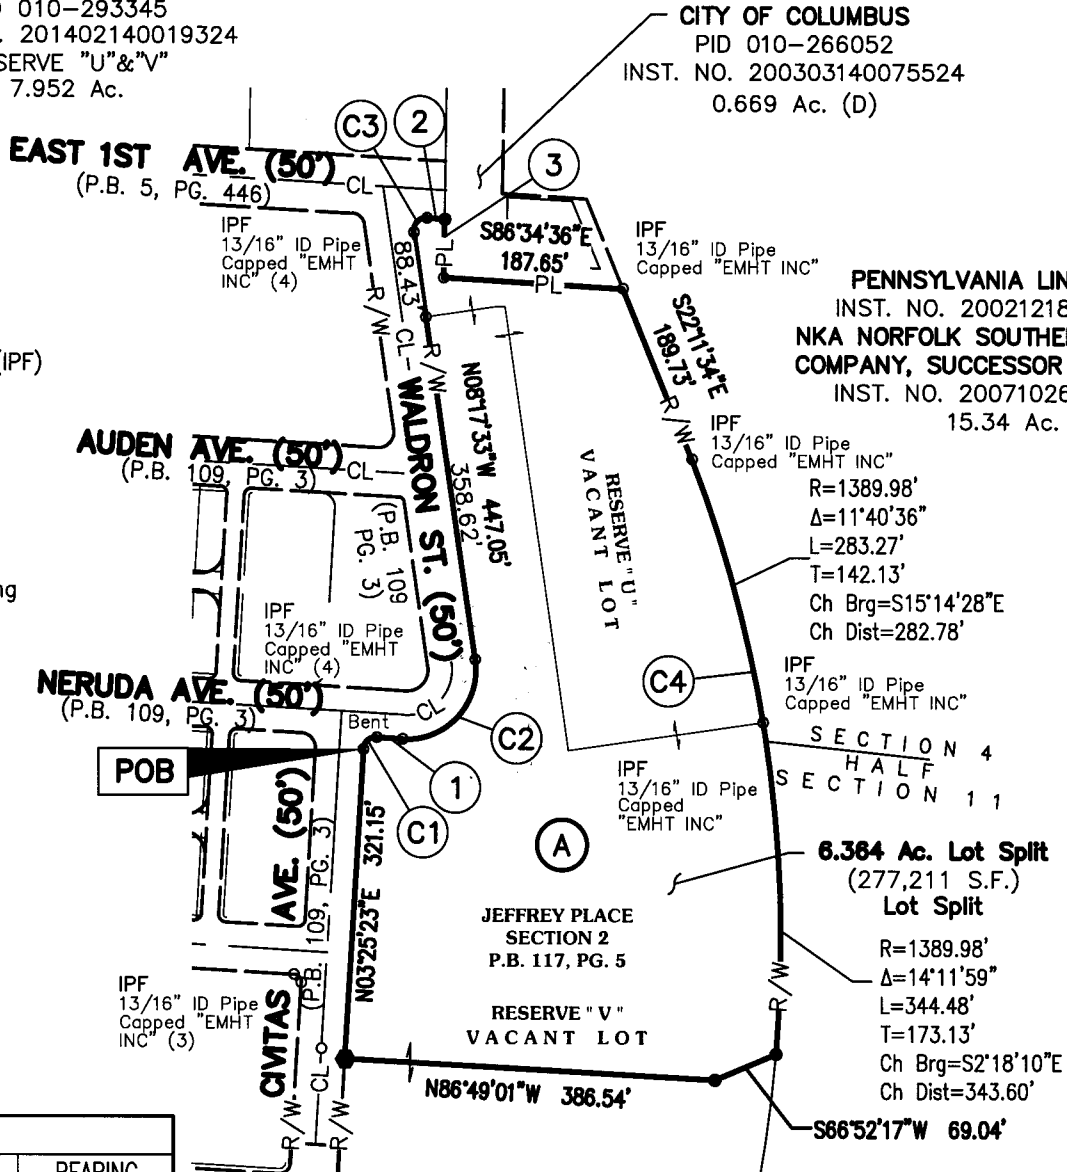 010-293345
201402140019324
SERVE "U"&"V"
7.952 Ac.
CITY OF COLUMBUS
PID 010-266052
INST. NO. 200303140075524
0.669 Ac. (D)
C3
2
3
EAST 1ST AVE. (50')
(P.B. 5, PG. 446)
CL
IPF
13/16" ID Pipe
Capped "EMHT
INC" (4)
88.43'
PL
S86°34'36"E
187.65'
PL
IPF
13/16" ID Pipe
Capped "EMHT INC"
PENNSYLVANIA LIN
INST. NO. 20021218
NKA NORFOLK SOUTHE
COMPANY, SUCCESSOR
INST. NO. 20071026
15.34 Ac.
R/W
CL
R/W
S22°11'34"E
189.73'
R/W
(IPF)
WALDRON ST. (50')
N08°17'33"W 447.05'
358.62'
IPF
13/16" ID Pipe
Capped "EMHT INC"
AUDEN AVE. (50')
(P.B. 109, PG. 3)
CL
(P.B. 109
PG. 3)
RESERVE "U"
VACANT LOT
R=1389.98'
Δ=11°40'36"
L=283.27'
T=142.13'
Ch Brg=S15°14'28"E
Ch Dist=282.78'
ng
IPF
13/16" ID Pipe
Capped "EMHT
INC" (4)
C4
IPF
13/16" ID Pipe
Capped "EMHT INC"
NERUDA AVE. (50')
(P.B. 109, PG. 3)
CL
Bent
C2
SECTION 4
HALF
SECTION 11
POB
1
C1
IPF
13/16" ID Pipe
Capped
"EMHT INC"
A
CIVITAS AVE. (50')
(P.B. 109, PG. 3)
N03°25'23"E 321.15'
6.364 Ac. Lot Split
(277,211 S.F.)
Lot Split
JEFFREY PLACE
SECTION 2
P.B. 117, PG. 5
R=1389.98'
Δ=14°11'59"
L=344.48'
T=173.13'
Ch Brg=S2°18'10"E
Ch Dist=343.60'
R/W
IPF
13/16" ID Pipe
Capped "EMHT
INC" (3)
RESERVE "V"
VACANT LOT
CL
R/W
R/W
N86°49'01"W 386.54'
S66°52'17"W 69.04'
BEARING